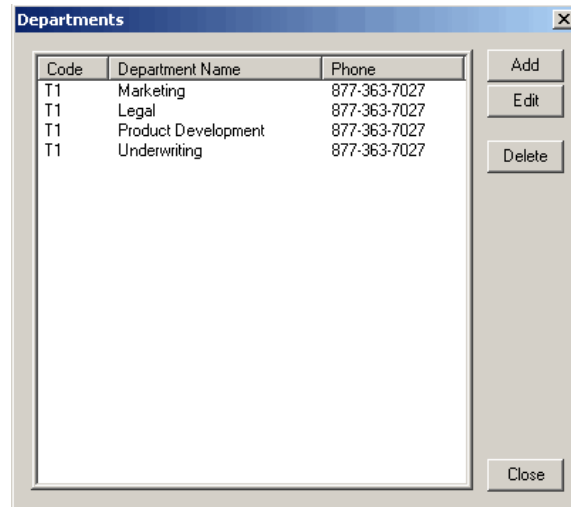 Departments
Code Department Name Phone
T1 Marketing 877-363-7027
T1 Legal 877-363-7027
T1 Product Development 877-363-7027
T1 Underwriting 877-363-7027
Add
Edit
Delete
Close